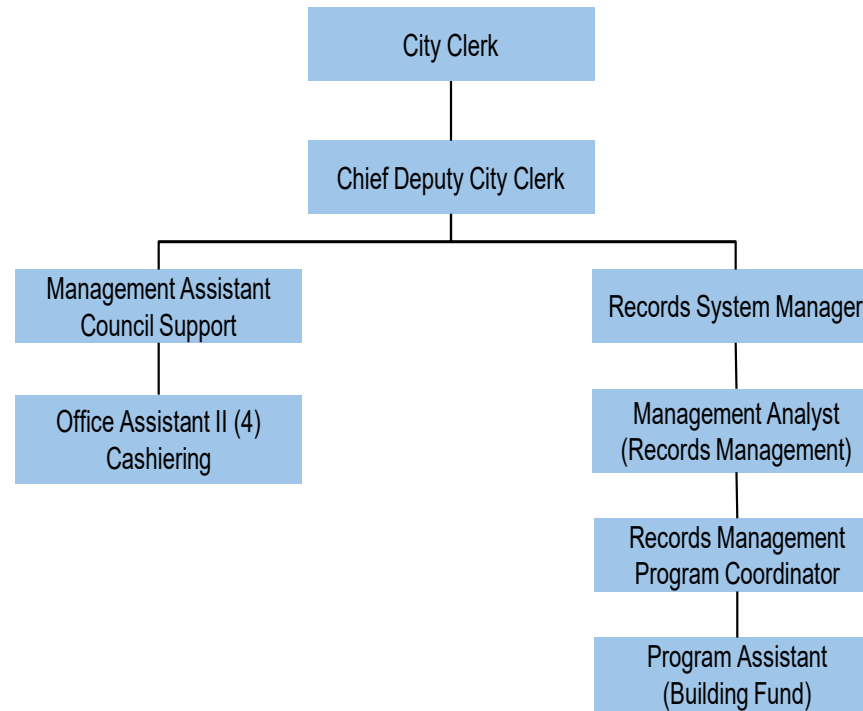 City Clerk
Chief Deputy City Clerk
Management Assistant
Council Support
Records System Manager
Office Assistant II (4)
Cashiering
Management Analyst
(Records Management)
Records Management
Program Coordinator
Program Assistant
(Building Fund)